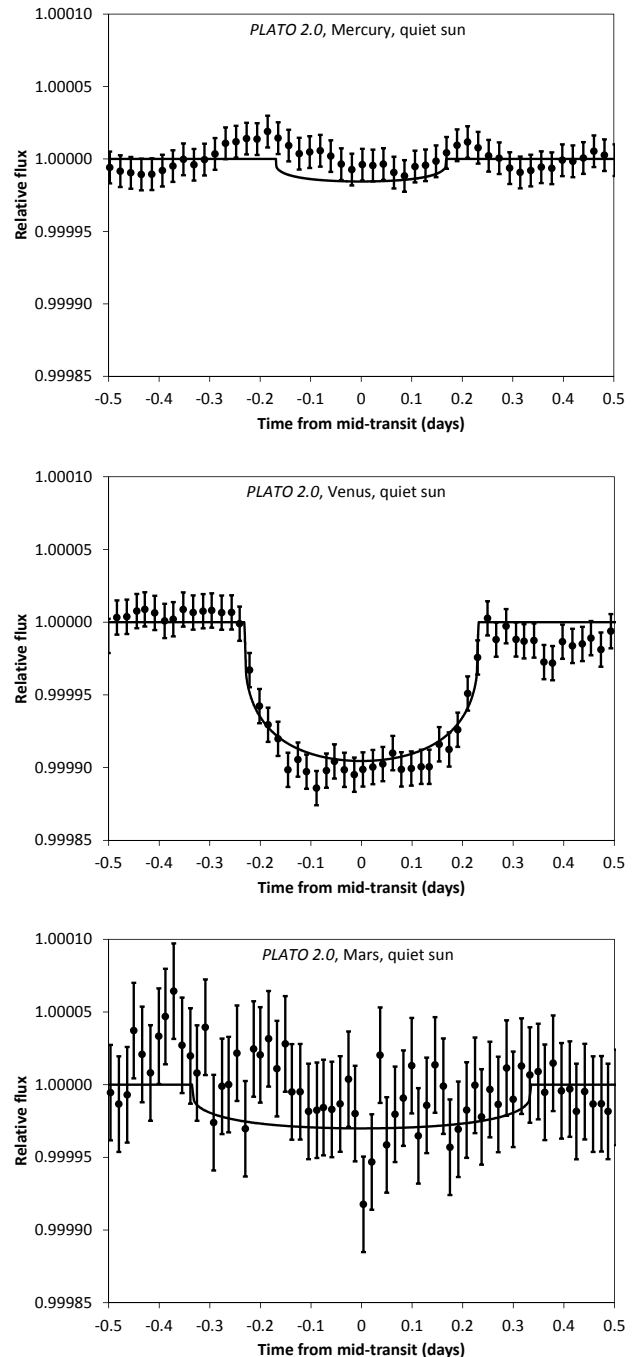 PLATO 2.0, Mercury, quiet sun
1.00010
1.00005
1.00000
0.99995
0.99990
0.99985
Relative flux
-0.5 -0.4 -0.3 -0.2 -0.1 0 0.1 0.2 0.3 0.4 0.5
Time from mid-transit (days)
PLATO 2.0, Venus, quiet sun
1.00010
1.00005
1.00000
0.99995
0.99990
0.99985
Relative flux
-0.5 -0.4 -0.3 -0.2 -0.1 0 0.1 0.2 0.3 0.4 0.5
Time from mid-transit (days)
PLATO 2.0, Mars, quiet sun
1.00010
1.00005
1.00000
0.99995
0.99990
0.99985
Relative flux
-0.5 -0.4 -0.3 -0.2 -0.1 0 0.1 0.2 0.3 0.4 0.5
Time from mid-transit (days)